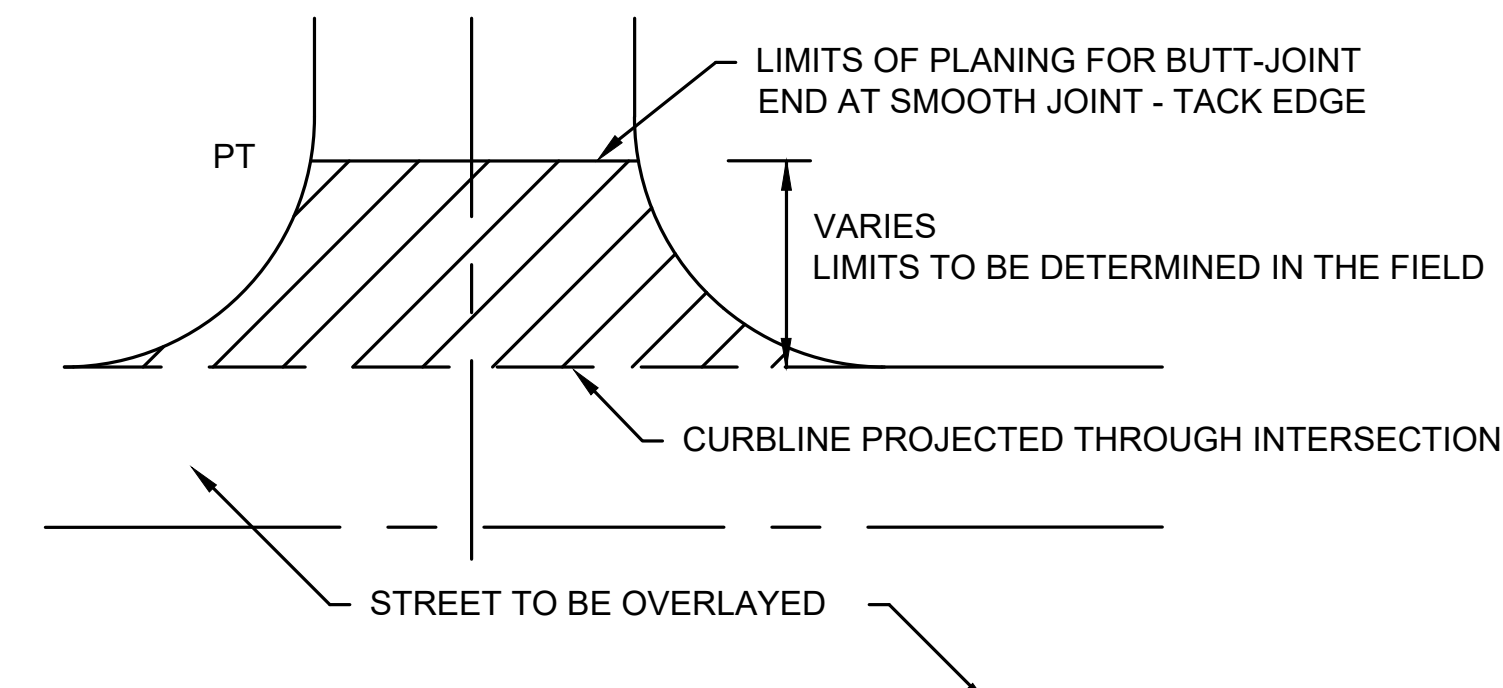 LIMITS OF PLANING FOR BUTT-JOINT
END AT SMOOTH JOINT - TACK EDGE
PT
VARIES
LIMITS TO BE DETERMINED IN THE FIELD
CURBLINE PROJECTED THROUGH INTERSECTION
STREET TO BE OVERLAYED